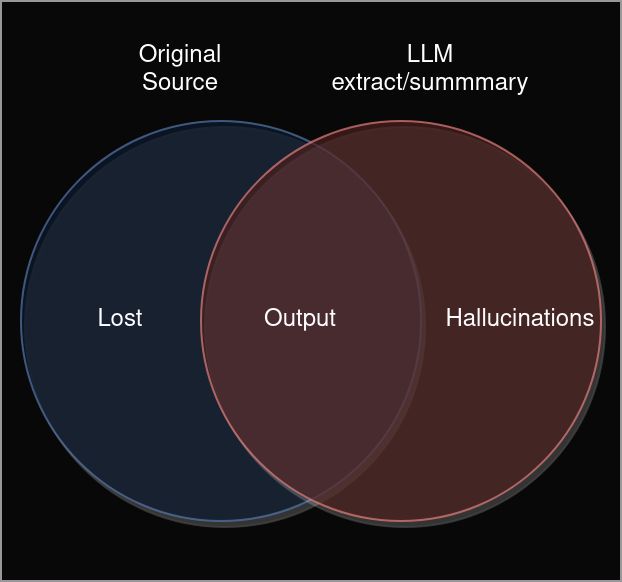 Original
Source
LLM
extract/summmary
Lost
Output
Hallucinations